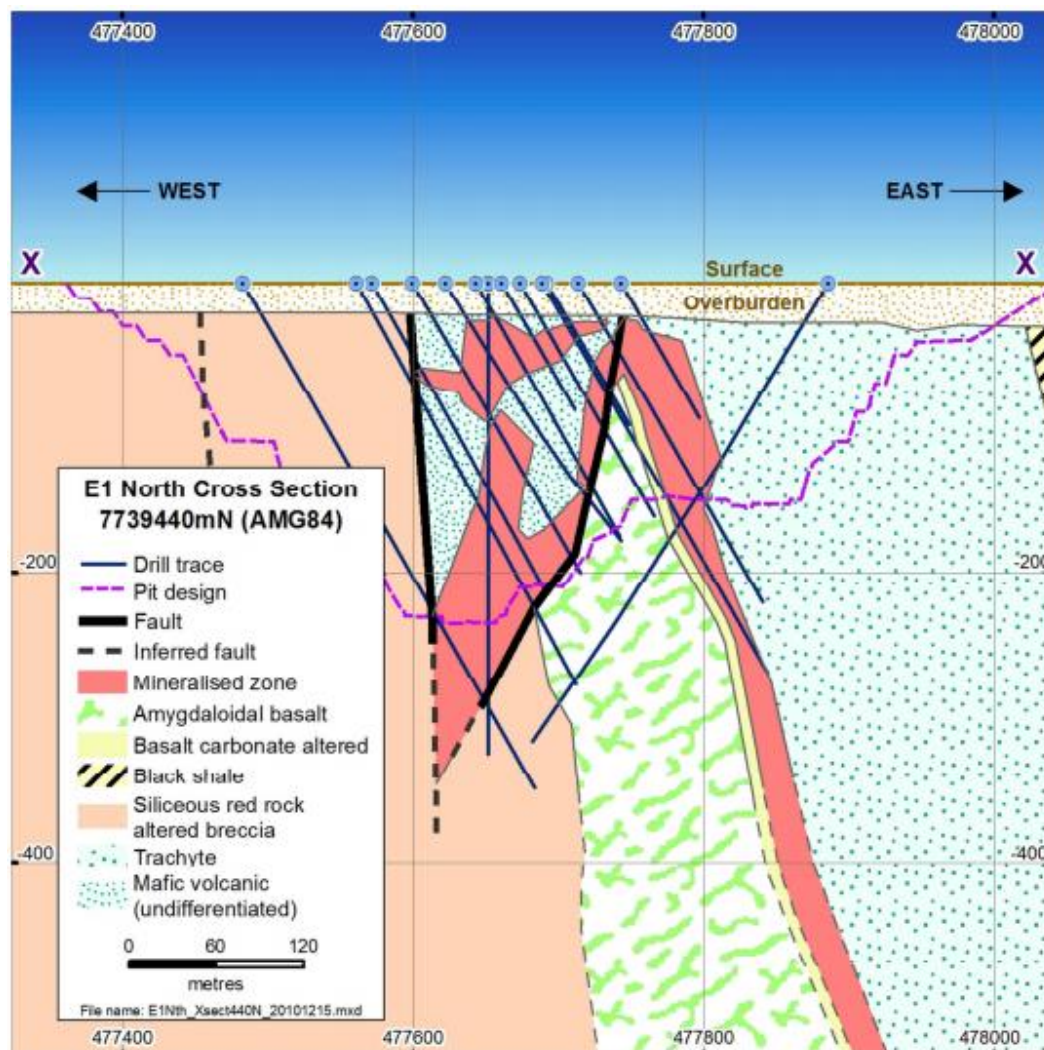 477400 477600 477800 478000
WEST
EAST
X
X
Surface
Overburden
E1 North Cross Section
7739440mN (AMG84)
Drill trace
Pit design
Fault
Inferred fault
Mineralised zone
Amygdaloidal basalt
Basalt carbonate altered
Black shale
Siliceous red rock
altered breccia
Trachyte
Mafic volcanic
(undifferentiated)
0 60 120
metres
File name: E1Nth_Xsect440N_20101215.mxd
-200 -200
-400 -400
477400 477600 477800 478000